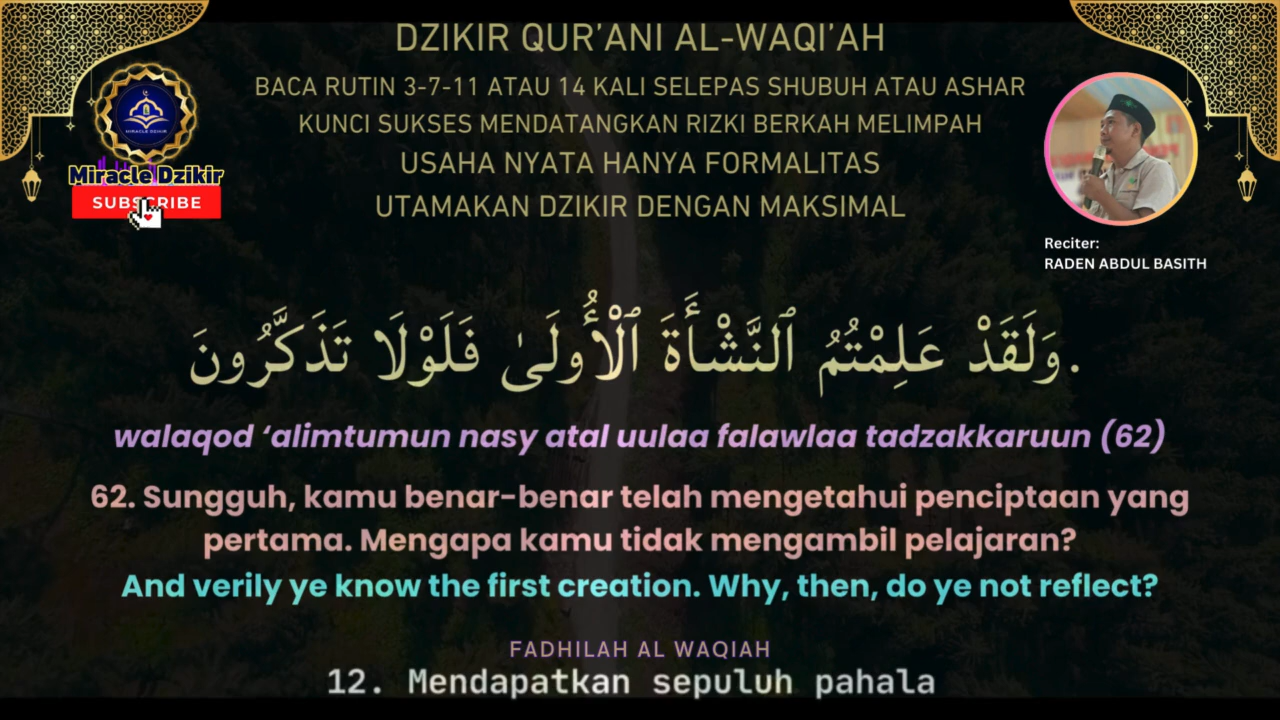 DZIKIR QUR'ANI AL-WAQI'AH
BACA RUTIN 3-7-11 ATAU 14 KALI SELEPAS SHUBUH ATAU ASHAR
KUNCI SUKSES MENDATANGKAN RIZKI BERKAH MELIMPAH
USAHA NYATA HANYA FORMALITAS
UTAMAKAN DZIKIR DENGAN MAKSIMAL
MIRACLE DZIKIR
Miracle Dzikir
SUBSCRIBE
Reciter:
RADEN ABDUL BASITH
وَلَقَدْ عَلِمْتُمُ ٱلنَّشْأَةَ ٱلْأُولَىٰ فَلَوْلَا تَذَكَّرُونَ.
walaqod ‘alimtumun nasy atal uulaa falawlaa tadzakkaruun (62)
62. Sungguh, kamu benar-benar telah mengetahui penciptaan yang
pertama. Mengapa kamu tidak mengambil pelajaran?
And verily ye know the first creation. Why, then, do ye not reflect?
FADHILAH AL WAQIAH
12. Mendapatkan sepuluh pahala